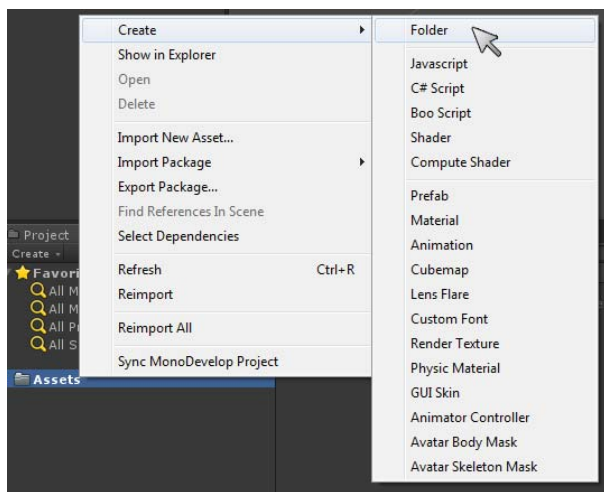 Create
Show in Explorer
Open
Delete
Import New Asset...
Import Package
Export Package...
Find References In Scene
Select Dependencies
Refresh Ctrl+R
Reimport
Reimport All
Sync MonoDevelop Project
Folder
Javascript
C# Script
Boo Script
Shader
Compute Shader
Prefab
Material
Animation
Cubemap
Lens Flare
Custom Font
Render Texture
Physic Material
GUI Skin
Animator Controller
Avatar Body Mask
Avatar Skeleton Mask
Project
Create
Favori
All M
All M
All P
All S
Assets